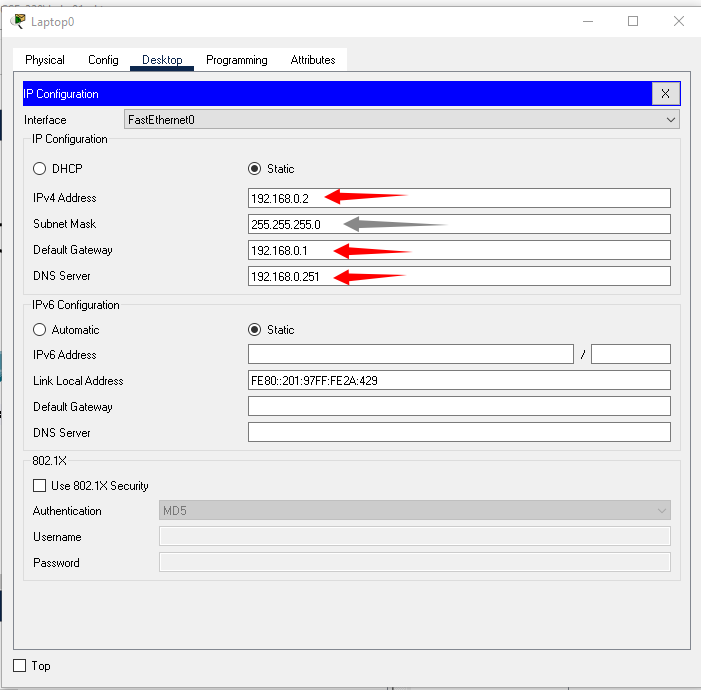 Laptop0
Physical Config Desktop Programming Attributes
IP Configuration X
Interface FastEthernet0
IP Configuration
DHCP Static
IPv4 Address 192.168.0.2
Subnet Mask 255.255.255.0
Default Gateway 192.168.0.1
DNS Server 192.168.0.251
IPv6 Configuration
Automatic Static
IPv6 Address /
Link Local Address FE80::201:97FF:FE2A:429
Default Gateway
DNS Server
802.1X
Use 802.1X Security
Authentication MD5
Username
Password
Top